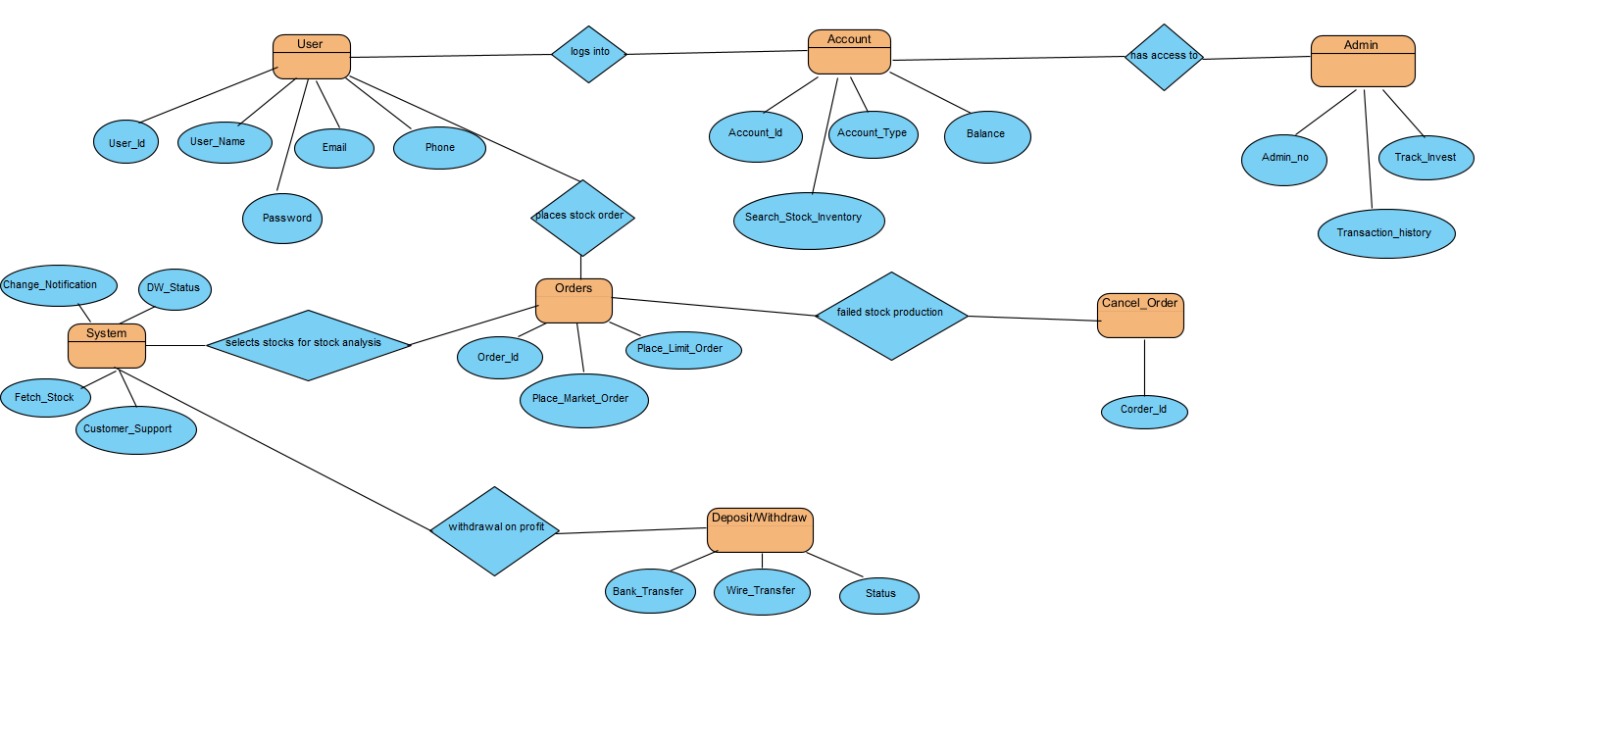 User
logs into
Account
has access to
Admin
User_Id
User_Name
Email
Phone
Account_Id
Account_Type
Balance
Admin_no
Track_Invest
Password
places stock order
Search_Stock_Inventory
Transaction_history
Change_Notification
DW_Status
Orders
failed stock production
Cancel_Order
System
selects stocks for stock analysis
Order_Id
Place_Limit_Order
Fetch_Stock
Customer_Support
Place_Market_Order
Corder_Id
withdrawal on profit
Deposit/Withdraw
Bank_Transfer
Wire_Transfer
Status